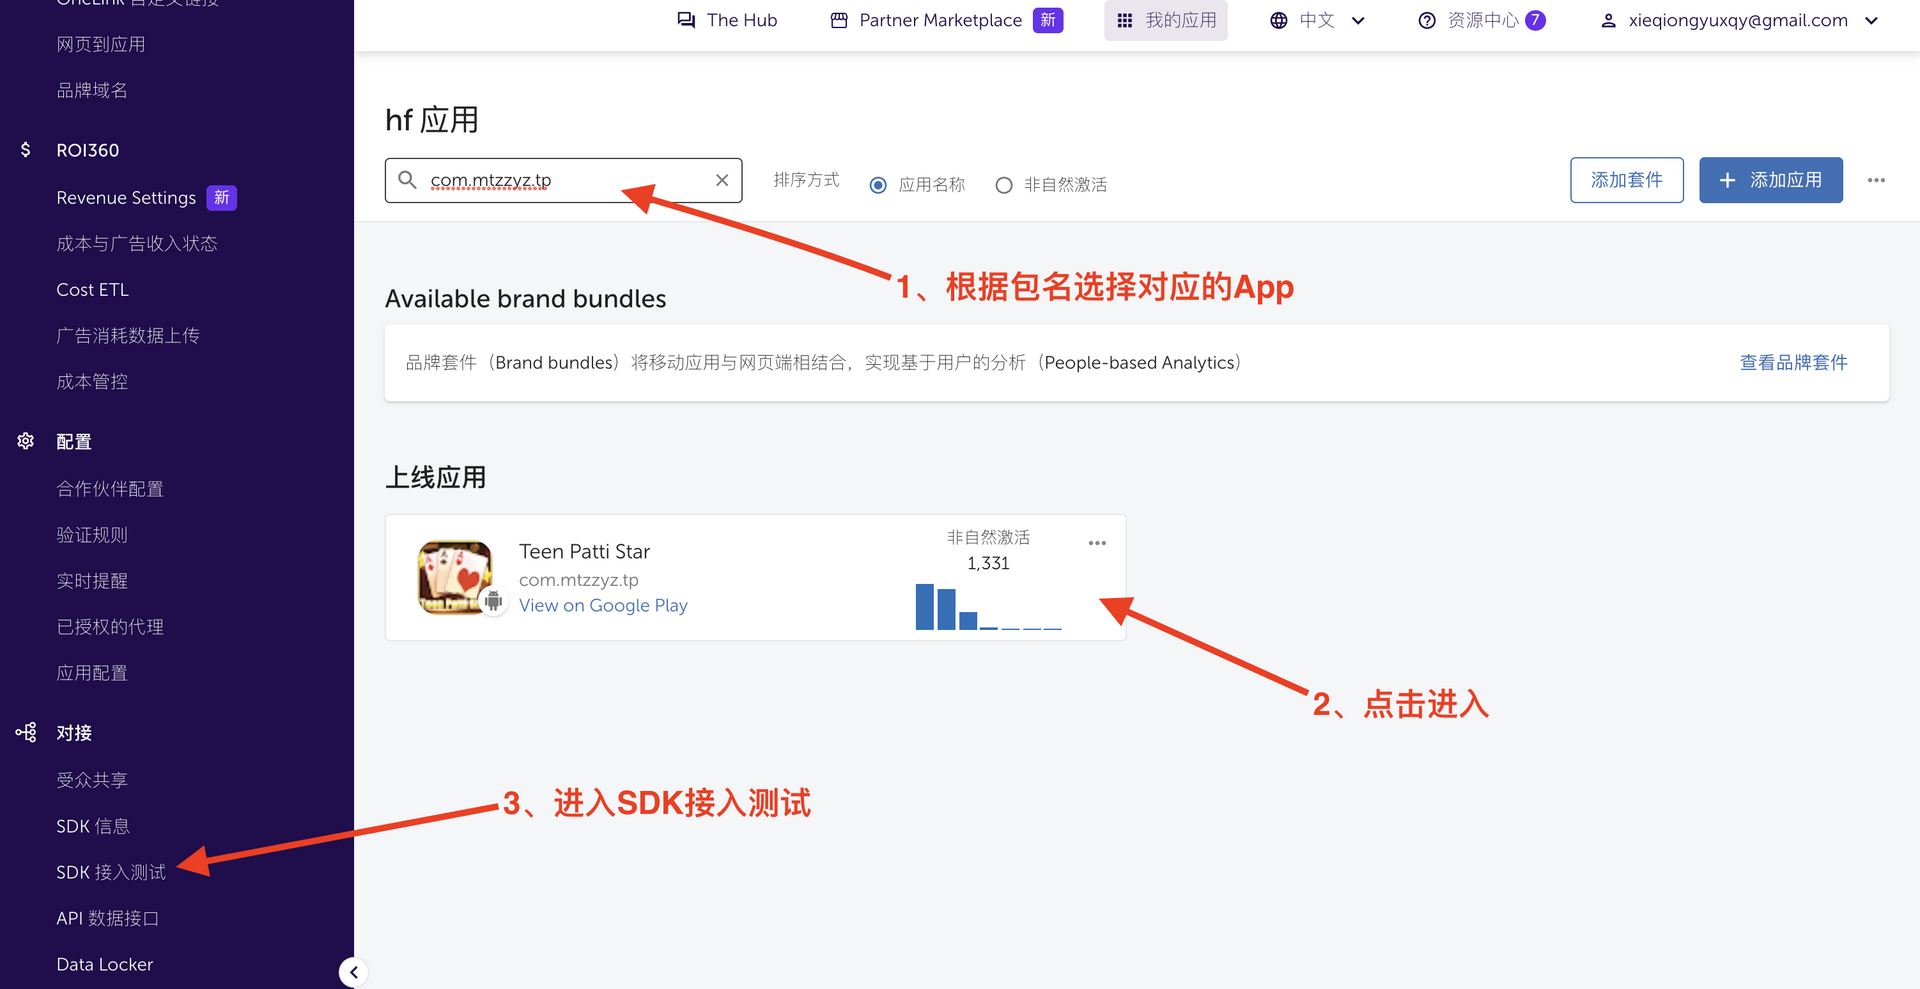 The Hub
Partner Marketplace 新
我的应用
中文
资源中心 7
xieqiongyuxqy@gmail.com
网页到应用
品牌域名
ROI360
Revenue Settings 新
成本与广告收入状态
Cost ETL
广告消耗数据上传
成本管控
配置
合作伙伴配置
验证规则
实时提醒
已授权的代理
应用配置
对接
受众共享
SDK 信息
SDK 接入测试
API 数据接口
Data Locker
hf 应用
com.mtzzyz.tp
排序方式
应用名称
非自然激活
添加套件
添加应用
1、根据包名选择对应的App
Available brand bundles
品牌套件（Brand bundles）将移动应用与网页端相结合，实现基于用户的分析（People-based Analytics）
查看品牌套件
上线应用
Teen Patti Star
com.mtzzyz.tp
View on Google Play
非自然激活
1,331
2、点击进入
3、进入SDK接入测试